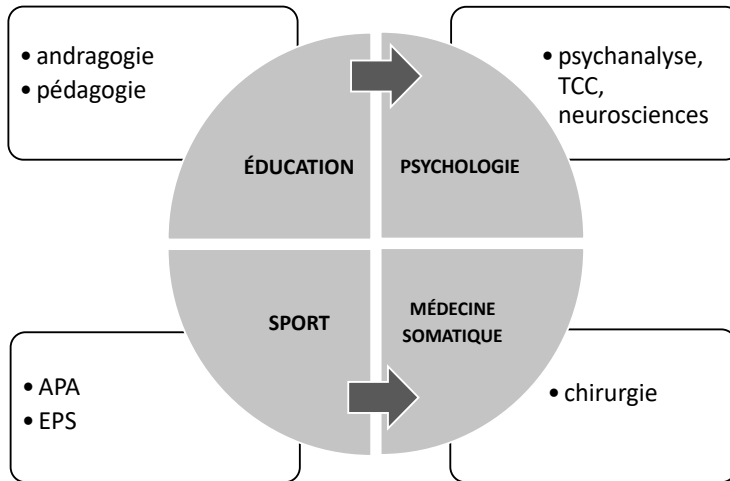 • andragogie
• pédagogie
• psychanalyse,
TCC,
neurosciences
ÉDUCATION
PSYCHOLOGIE
SPORT
MÉDECINE
SOMATIQUE
• APA
• EPS
• chirurgie